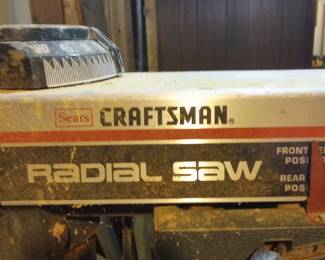 Sears CRAFTSMAN®
RADIAL SAW
FRONT
POSI
REAR
POS